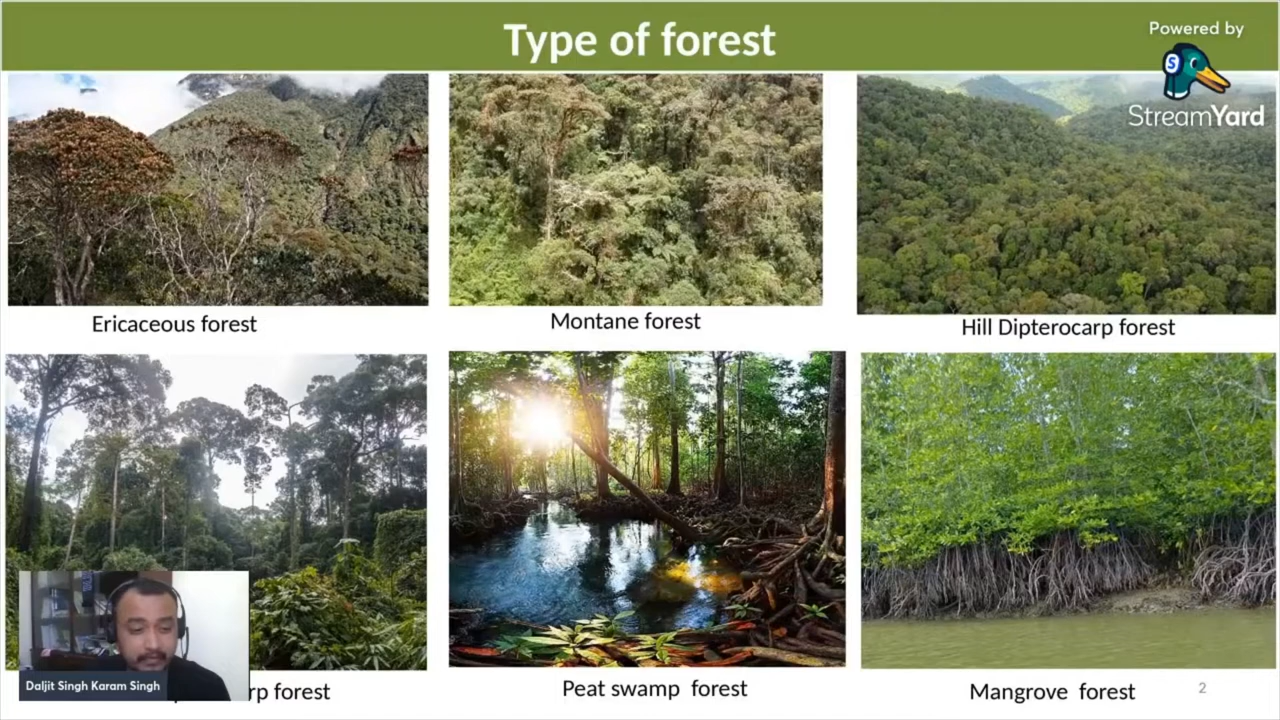 Type of forest
Powered by
S
StreamYard
Ericaceous forest
Montane forest
Hill Dipterocarp forest
Daljit Singh Karam Singh
forest
Peat swamp forest
Mangrove forest
2